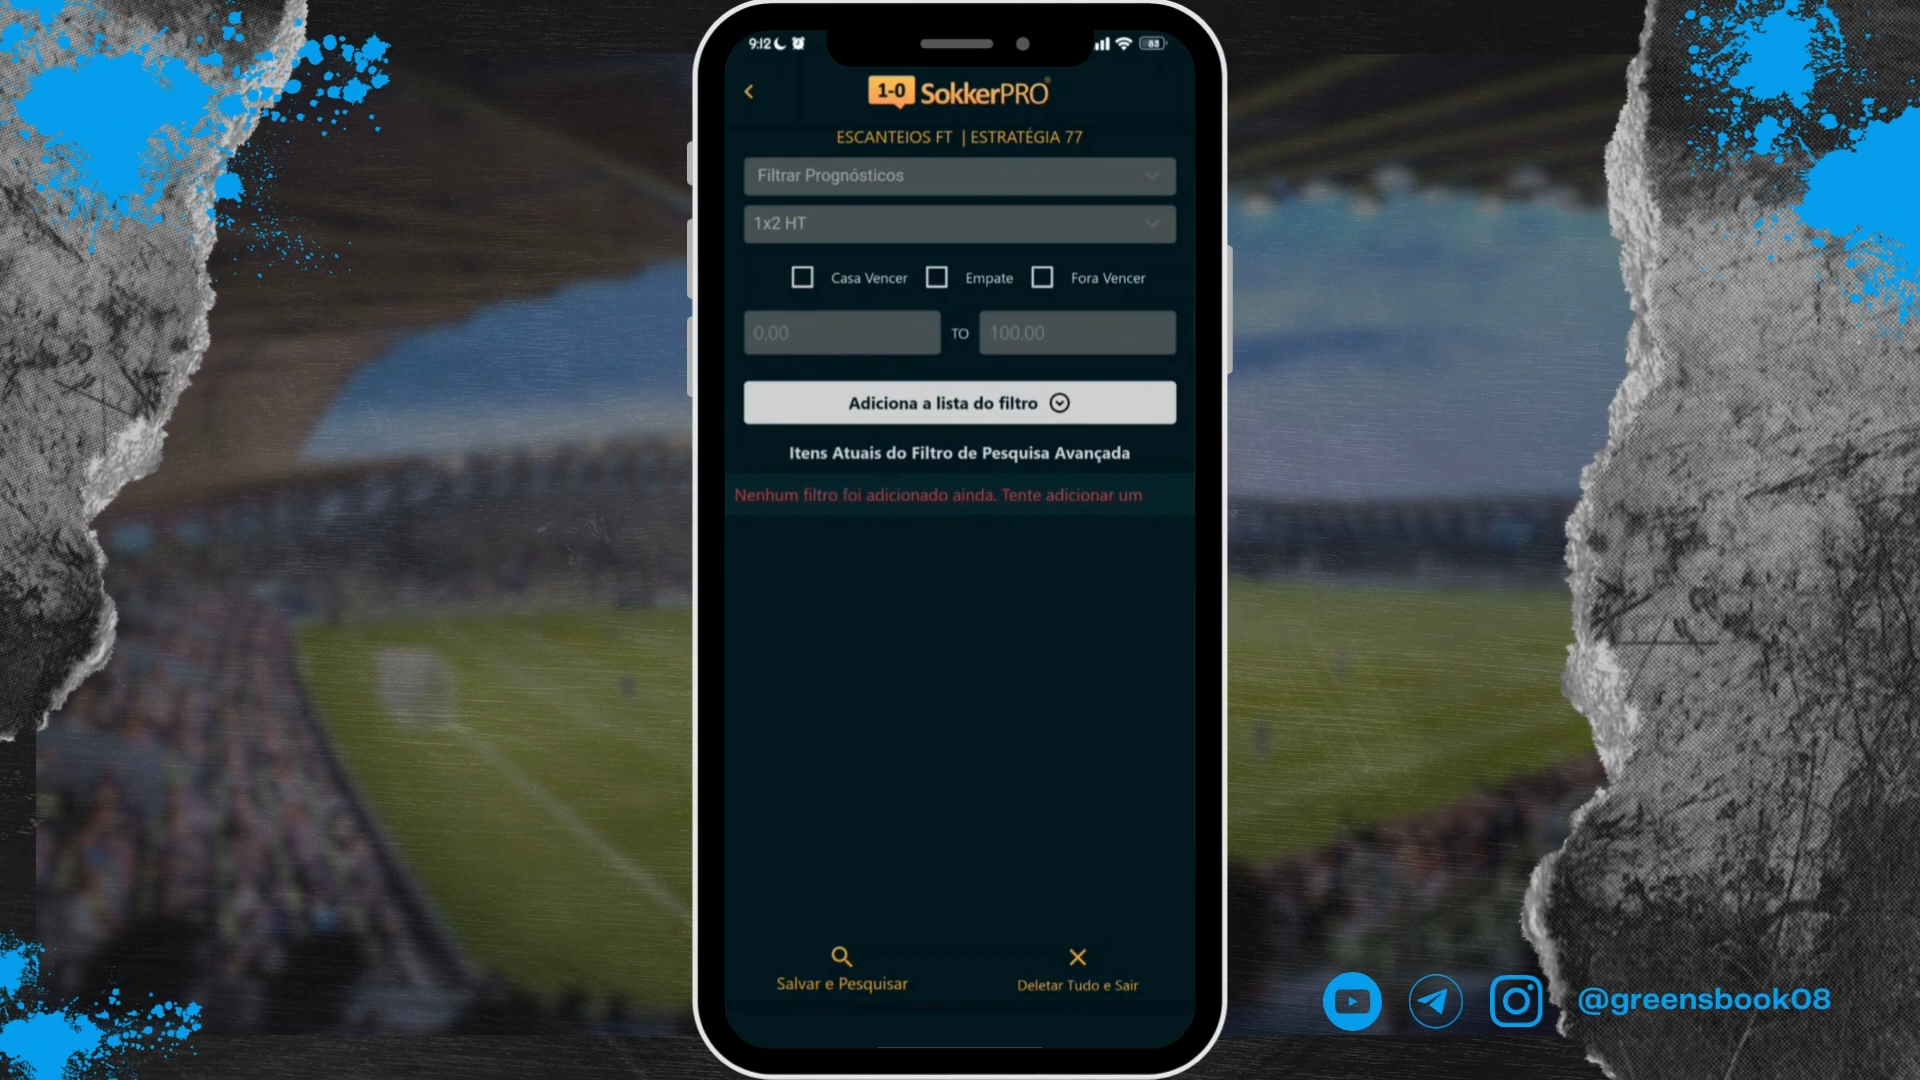 9:12
83
1-0 SokkerPRO
ESCANTEIOS FT | ESTRATÉGIA 77
Filtrar Prognósticos
1x2 HT
Casa Vencer
Empate
Fora Vencer
0.00
TO
100.00
Adiciona a lista do filtro
Itens Atuais do Filtro de Pesquisa Avançada
Nenhum filtro foi adicionado ainda. Tente adicionar um
Salvar e Pesquisar
Deletar Tudo e Sair
@greensbook08